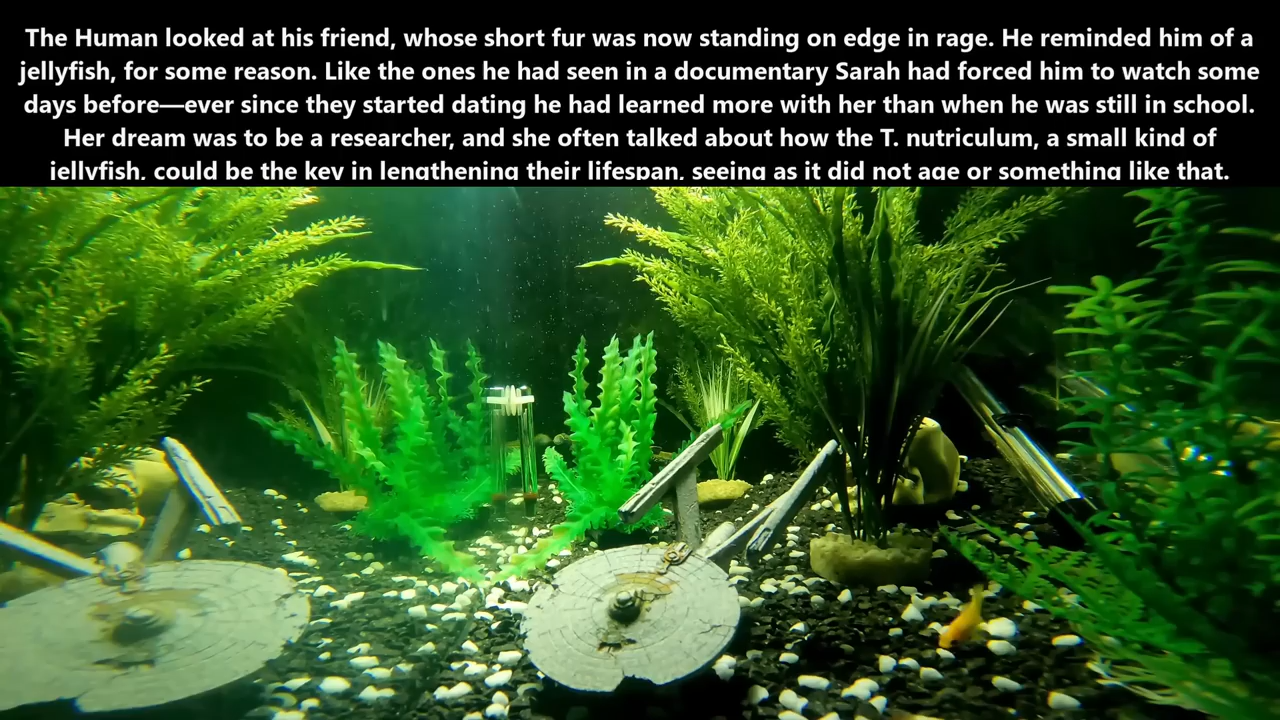 The Human looked at his friend, whose short fur was now standing on edge in rage. He reminded him of a
jellyfish, for some reason. Like the ones he had seen in a documentary Sarah had forced him to watch some
days before—ever since they started dating he had learned more with her than when he was still in school.
Her dream was to be a researcher, and she often talked about how the T. nutriculum, a small kind of
jellyfish, could be the key in lengthening their lifespan, seeing as it did not age or something like that.